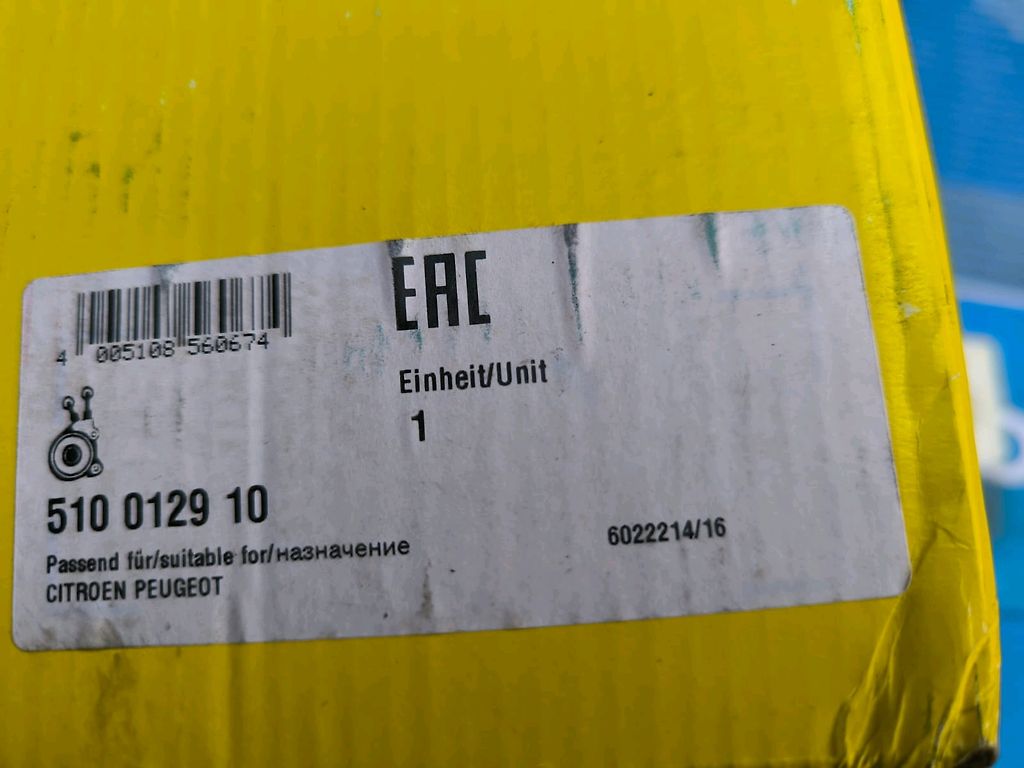 EAC
4 005108 560674
Einheit/Unit
1
510 0129 10
6022214/16
Passend für/suitable for/назначение
CITROEN PEUGEOT